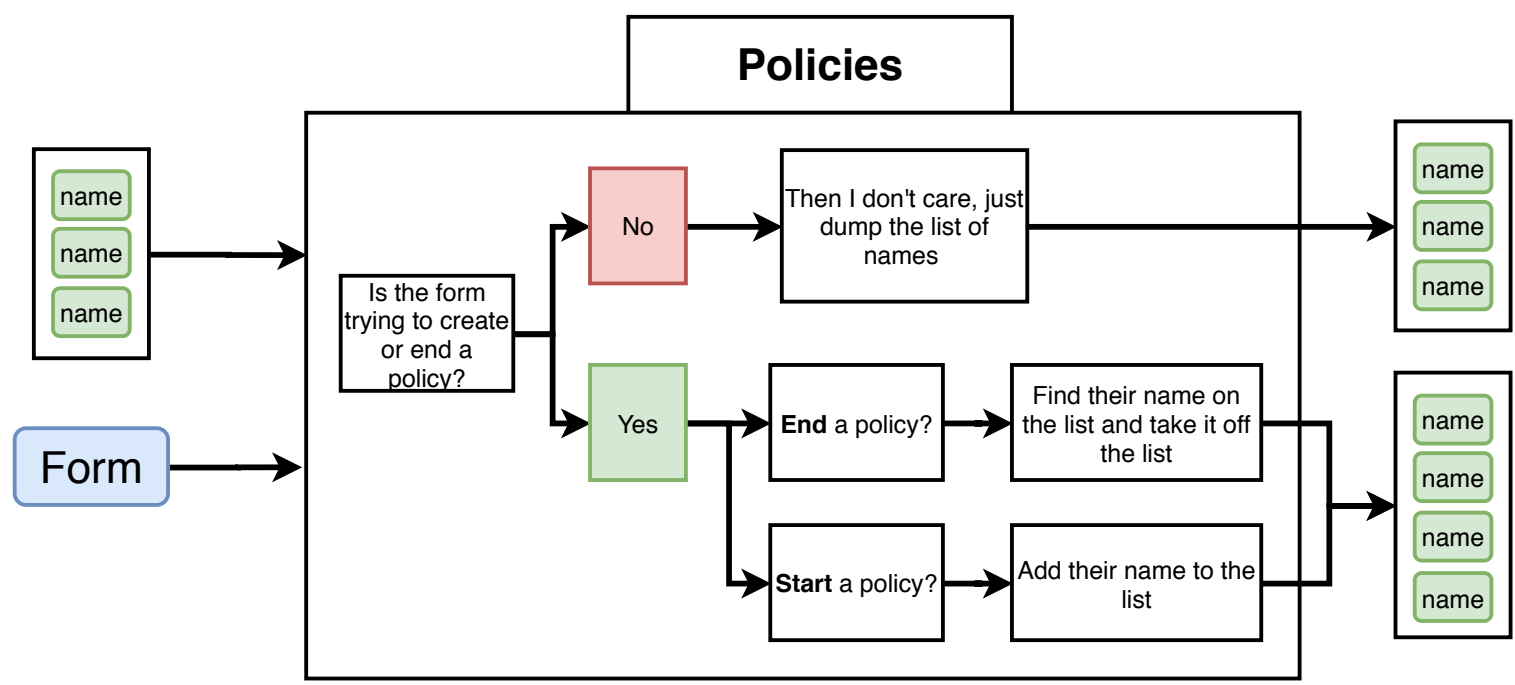 Policies
name
name
name
Form
Is the form
trying to create
or end a
policy?
No
Then I don't care, just
dump the list of
names
Yes
End a policy?
Find their name on
the list and take it off
the list
Start a policy?
Add their name to the
list
name
name
name
name
name
name
name